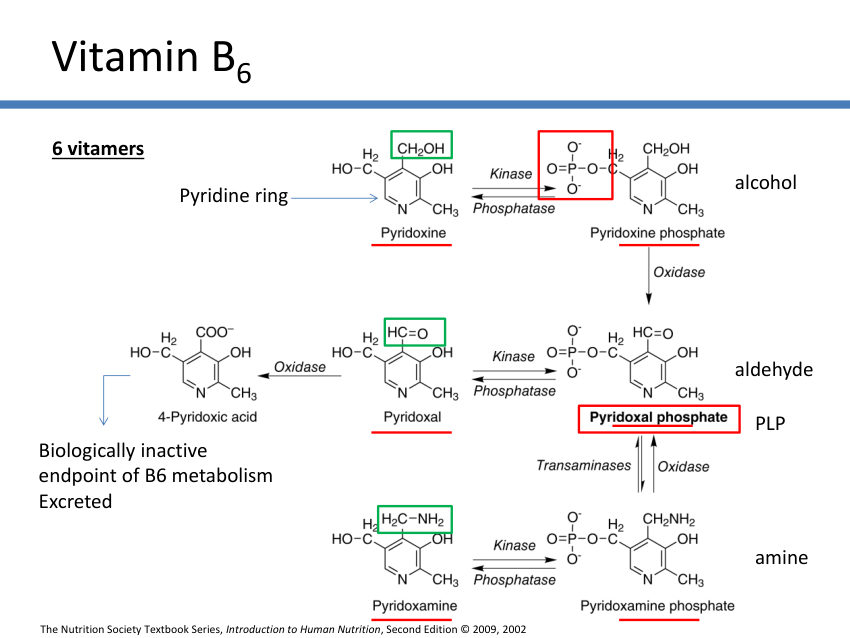 Vitamin B6
6 vitamers
H2
CH2OH
HO–C
OH
N
CH3
Pyridine ring
Pyridoxine
Kinase
Phosphatase
O-
O=P–O–C
O-
H2
CH2OH
OH
N
CH3
Pyridoxine phosphate
alcohol
Oxidase
H2
COO–
HO–C
OH
N
CH3
4-Pyridoxic acid
Oxidase
H2
HC=O
HO–C
OH
N
CH3
Pyridoxal
Kinase
Phosphatase
O-
O=P–O–C
O-
H2
HC=O
OH
N
CH3
Pyridoxal phosphate
aldehyde
PLP
Biologically inactive
endpoint of B6 metabolism
Excreted
Transaminases
Oxidase
H2
H2C–NH2
HO–C
OH
N
CH3
Pyridoxamine
Kinase
Phosphatase
O-
O=P–O–C
O-
H2
CH2NH2
OH
N
CH3
Pyridoxamine phosphate
amine
The Nutrition Society Textbook Series, Introduction to Human Nutrition, Second Edition © 2009, 2002